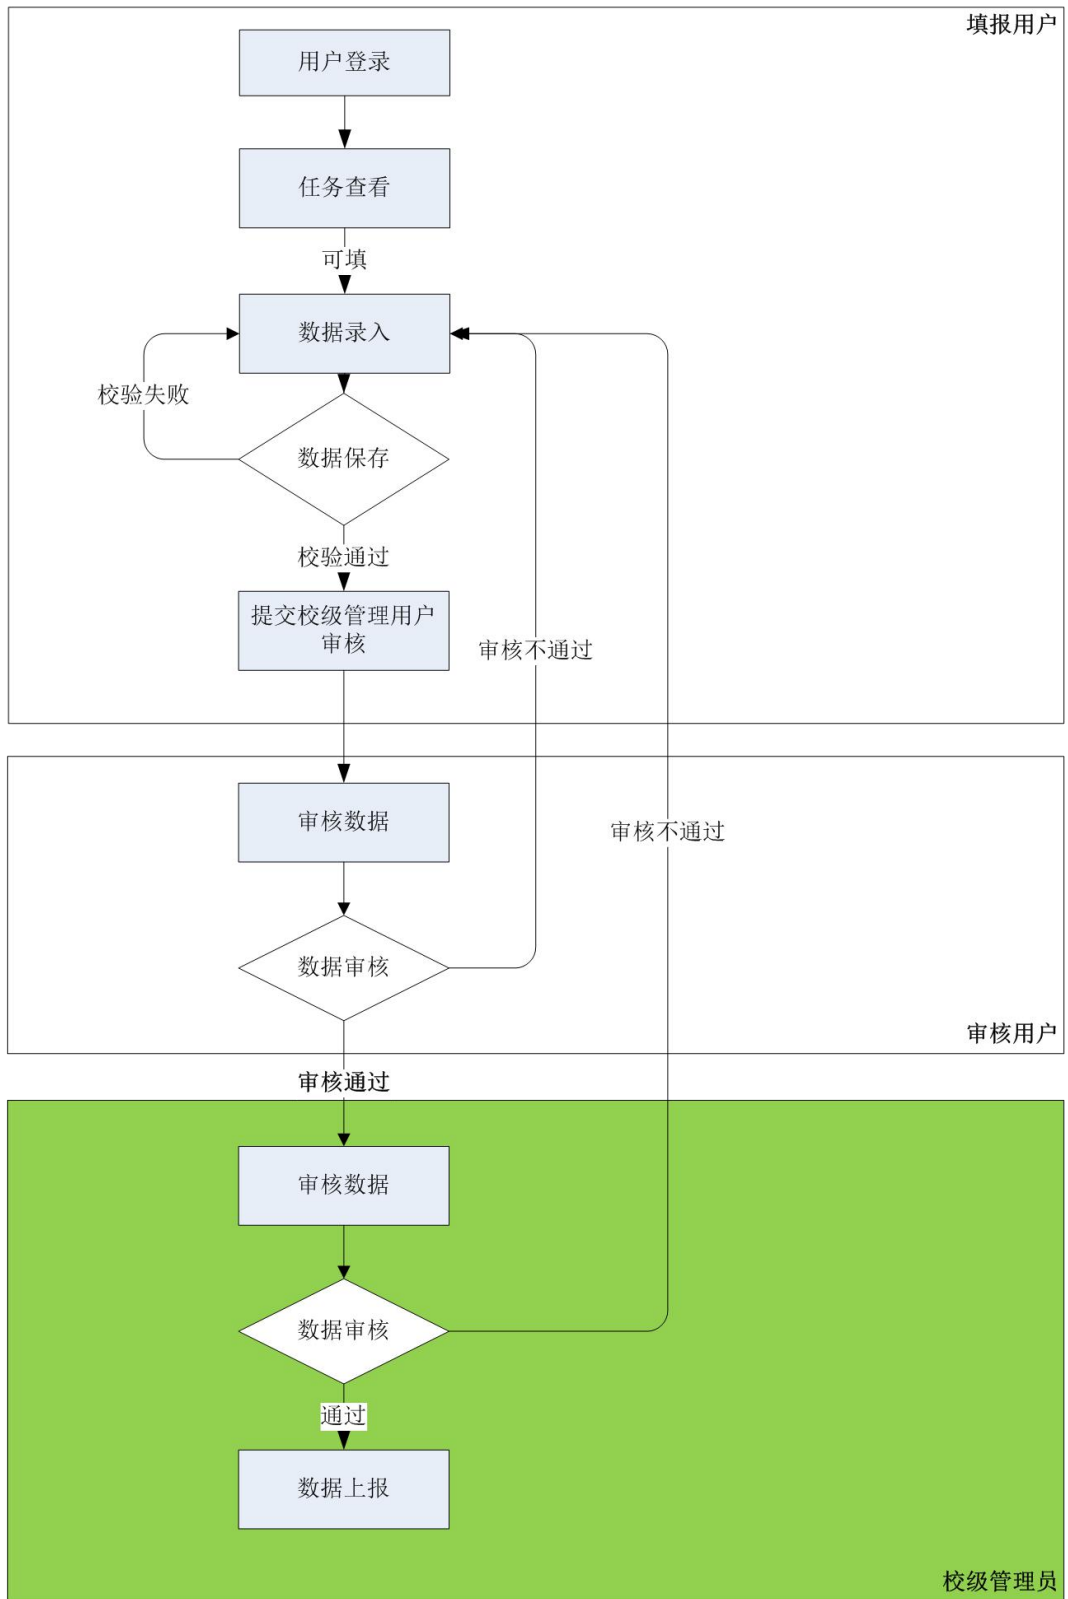 填报用户
用户登录
任务查看
可填
数据录入
校验失败
数据保存
校验通过
提交校级管理用户
审核
审核不通过
审核数据
审核不通过
数据审核
审核用户
审核通过
审核数据
数据审核
通过
数据上报
校级管理员